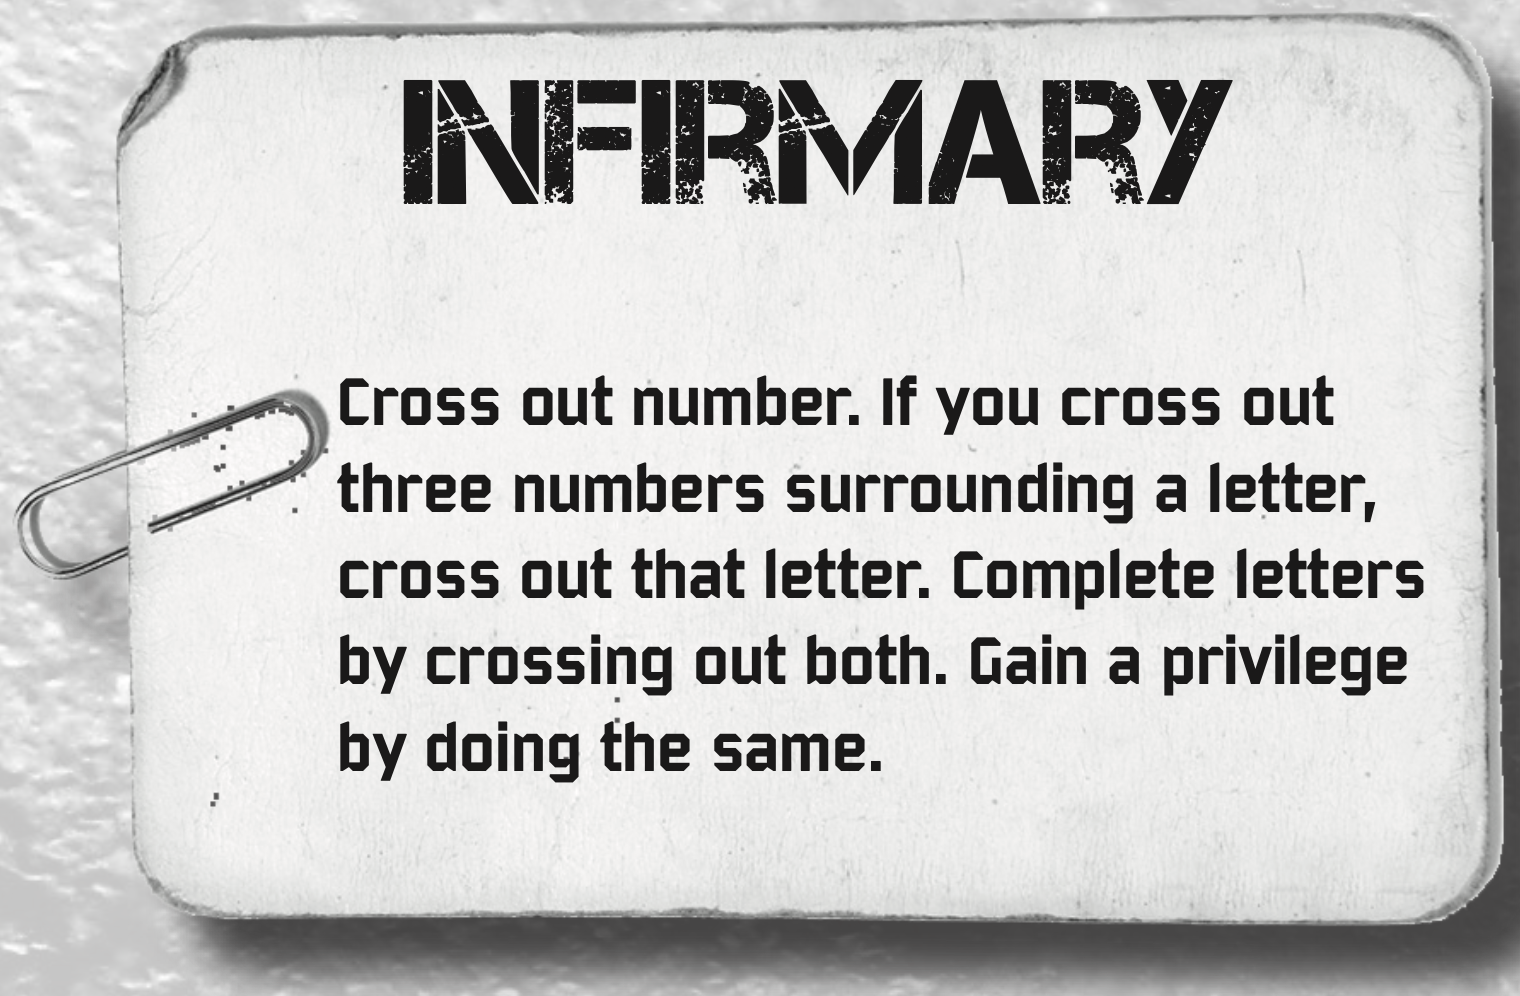 INFIRMARY
Cross out number. If you cross out
three numbers surrounding a letter,
cross out that letter. Complete letters
by crossing out both. Gain a privilege
by doing the same.